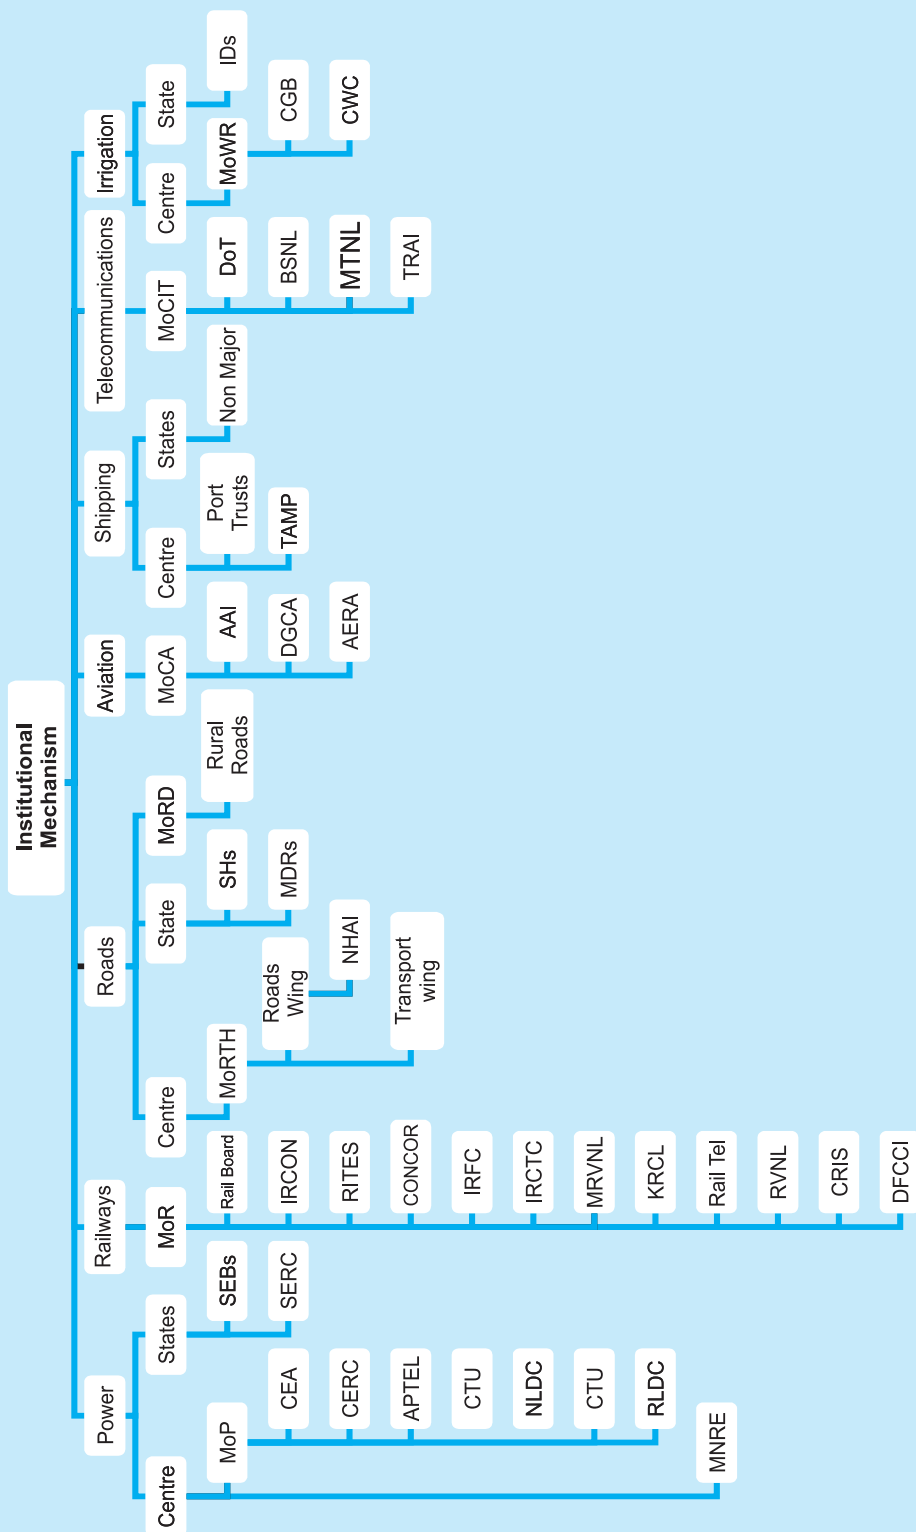 Institutional
Mechanism
Power
Centre
MoP
CEA
CERC
APTEL
CTU
NLDC
CTU
RLDC
MNRE
States
SEBs
SERC
Railways
MoR
Rail Board
IRCON
RITES
CONCOR
IRFC
IRCTC
MRVNL
KRCL
Rail Tel
RVNL
CRIS
DFCCI
Roads
Centre
MoRTH
Roads
Wing
NHAI
Transport
wing
State
SHs
MDRs
MoRD
Rural
Roads
Aviation
MoCA
AAI
DGCA
AERA
Shipping
Centre
Port
Trusts
TAMP
States
Non Major
Telecommunications
MoCIT
DoT
BSNL
MTNL
TRAI
Irrigation
Centre
MoWR
CGB
CWC
State
IDs